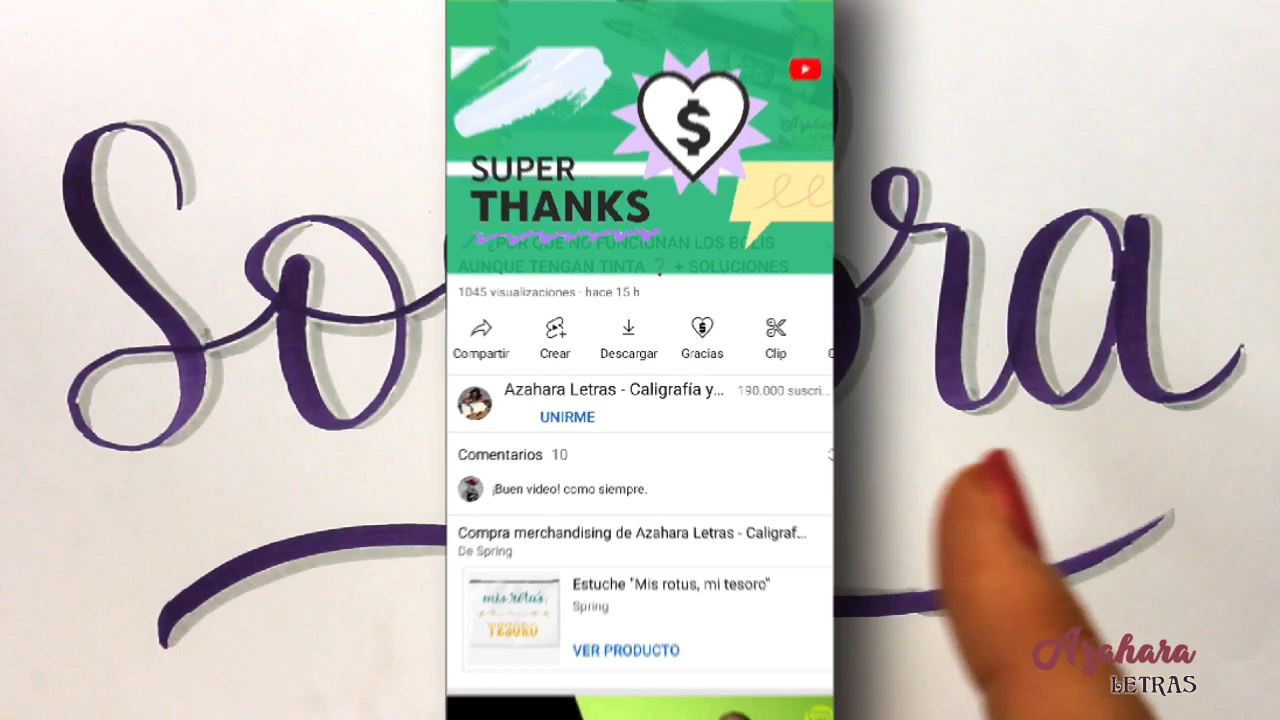 SUPER
THANKS
¿POR QUÉ NO FUNCIONAN LOS BOLIS
AUNQUE TENGAN TINTA ❔ + SOLUCIONES
1045 visualizaciones · hace 15 h
Compartir Crear Descargar Gracias Clip
Azahara Letras - Caligrafía y... 190.000 suscri...
UNIRME
Comentarios 10
¡Buen video! como siempre.
Compra merchandising de Azahara Letras - Caligraf...
De Spring
Estuche "Mis rotus, mi tesoro"
Spring
mis rotus,
TESORO
VER PRODUCTO
So
ra
Azahara
LETRAS